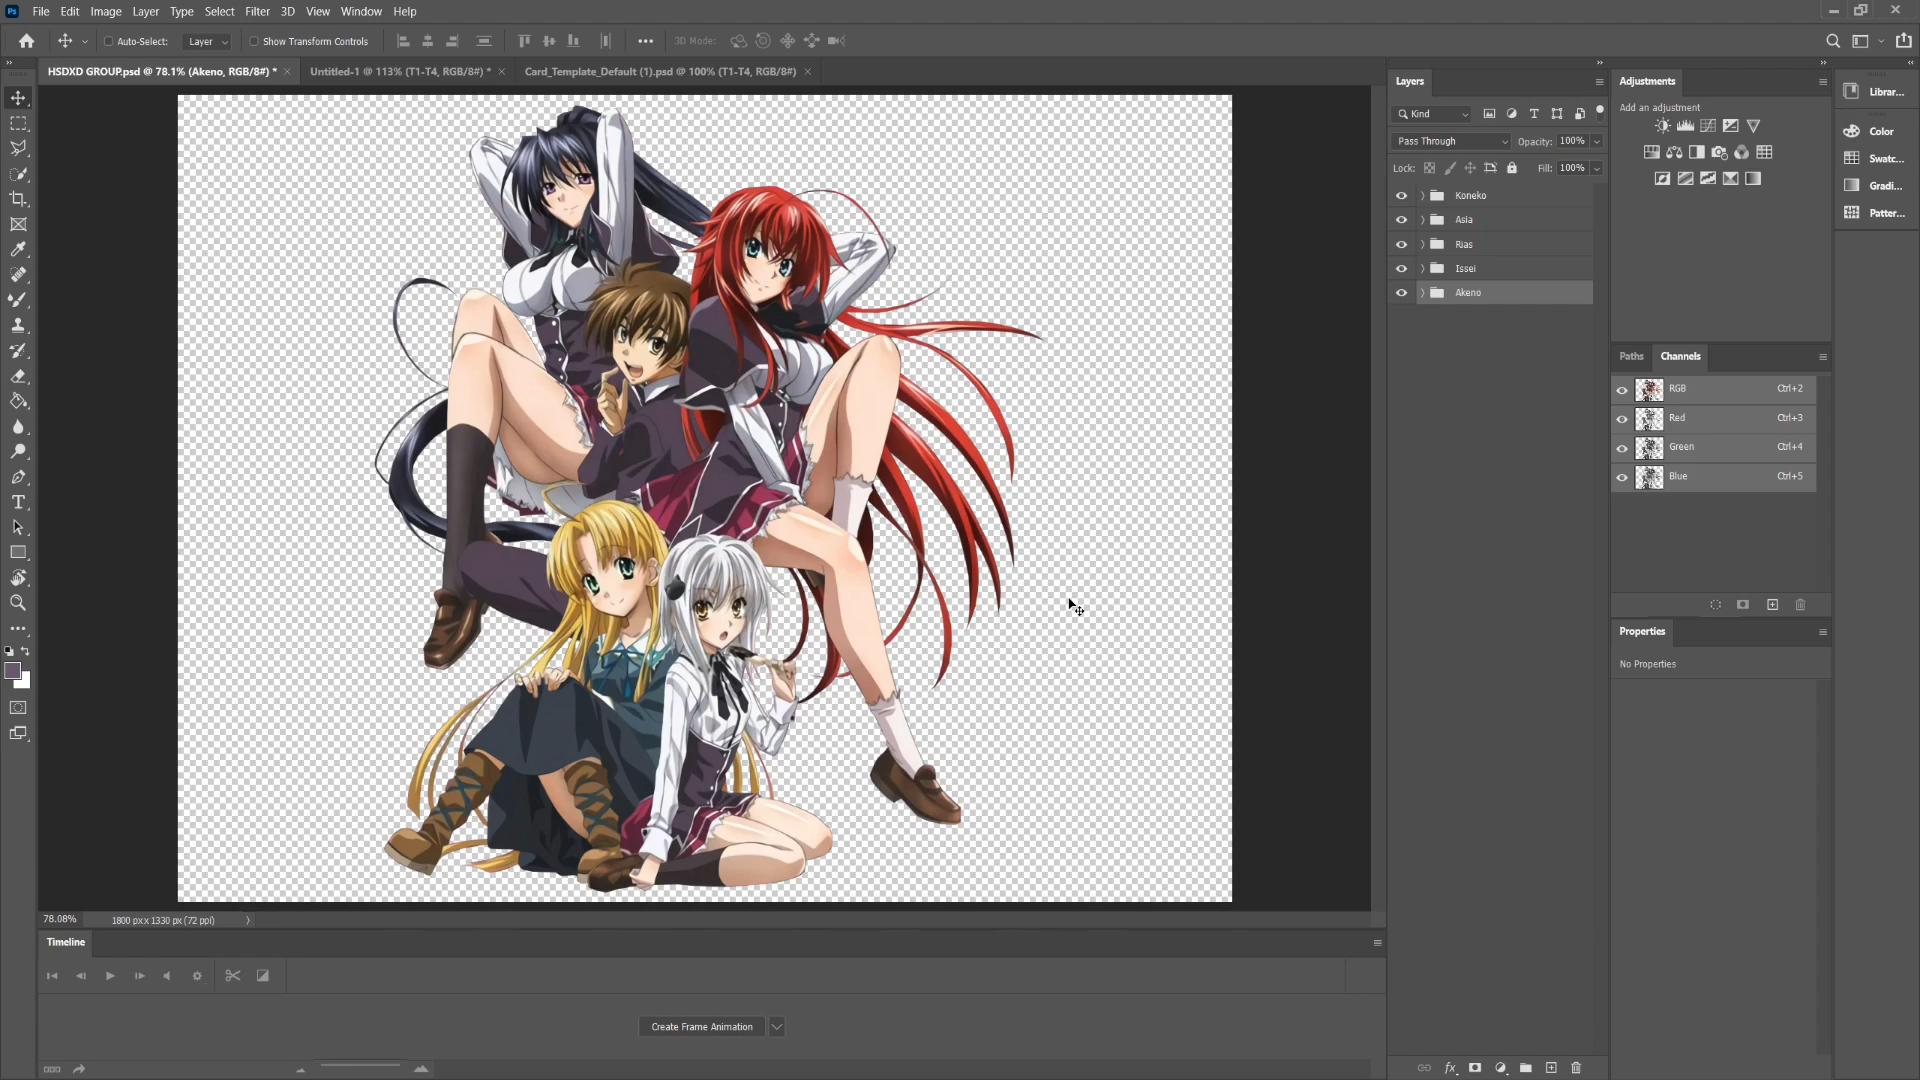 Ps File Edit Image Layer Type Select Filter 3D View Window Help
Auto-Select: Layer Show Transform Controls 3D Mode:
HSDXD GROUP.psd @ 78.1% (Akeno, RGB/8#) * Untitled-1 @ 113% (T1-T4, RGB/8#) * Card_Template_Default (1).psd @ 100% (T1-T4, RGB/8#)
Layers
Kind
Pass Through Opacity: 100%
Lock: Fill: 100%
Koneko
Asia
Rias
Issei
Akeno
Adjustments
Add an adjustment
Paths Channels
RGB Ctrl+2
Red Ctrl+3
Green Ctrl+4
Blue Ctrl+5
Properties
No Properties
Librar...
Color
Swatc...
Gradi...
Patter...
78.08% 1800 px x 1330 px (72 ppi)
Timeline
Create Frame Animation
fx